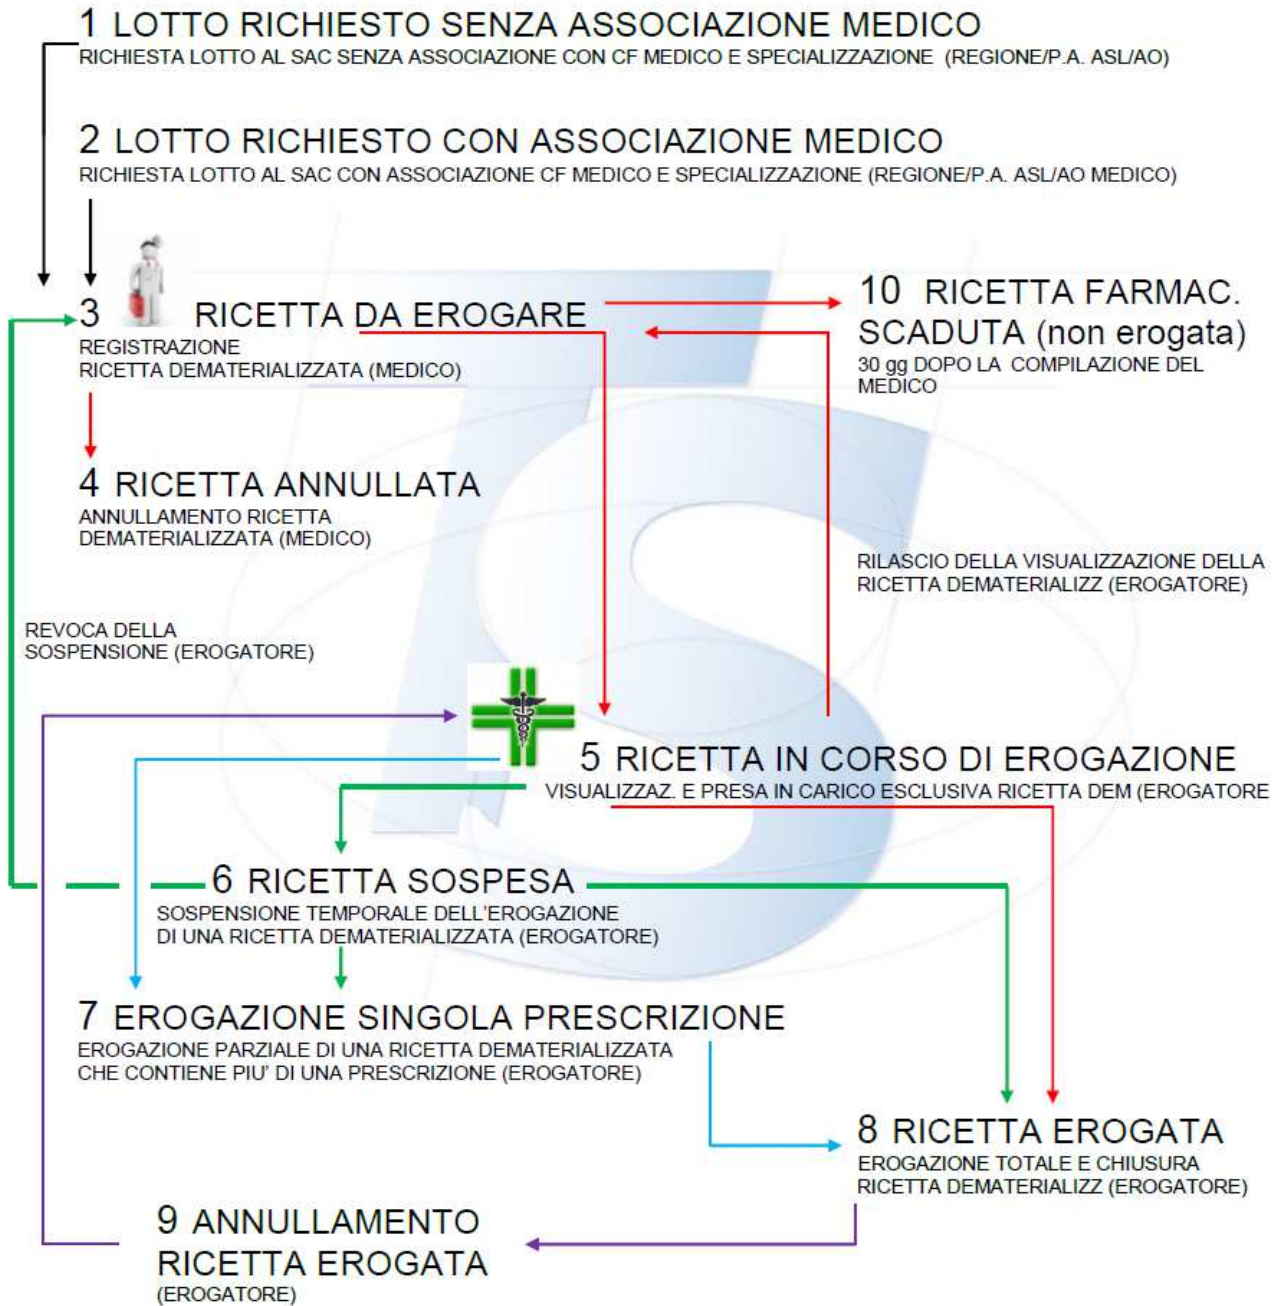 1 LOTTO RICHIESTO SENZA ASSOCIAZIONE MEDICO
RICHIESTA LOTTO AL SAC SENZA ASSOCIAZIONE CON CF MEDICO E SPECIALIZZAZIONE (REGIONE/P.A. ASL/AO)
2 LOTTO RICHIESTO CON ASSOCIAZIONE MEDICO
RICHIESTA LOTTO AL SAC CON ASSOCIAZIONE CF MEDICO E SPECIALIZZAZIONE (REGIONE/P.A. ASL/AO MEDICO)
3 RICETTA DA EROGARE
REGISTRAZIONE
RICETTA DEMATERIALIZZATA (MEDICO)
10 RICETTA FARMAC.
SCADUTA (non erogata)
30 gg DOPO LA COMPILAZIONE DEL
MEDICO
4 RICETTA ANNULLATA
ANNULLAMENTO RICETTA
DEMATERIALIZZATA (MEDICO)
RILASCIO DELLA VISUALIZZAZIONE DELLA
RICETTA DEMATERIALIZZ (EROGATORE)
REVOCA DELLA
SOSPENSIONE (EROGATORE)
5 RICETTA IN CORSO DI EROGAZIONE
VISUALIZZAZ. E PRESA IN CARICO ESCLUSIVA RICETTA DEM (EROGATORE
6 RICETTA SOSPESA
SOSPENSIONE TEMPORALE DELL'EROGAZIONE
DI UNA RICETTA DEMATERIALIZZATA (EROGATORE)
7 EROGAZIONE SINGOLA PRESCRIZIONE
EROGAZIONE PARZIALE DI UNA RICETTA DEMATERIALIZZATA
CHE CONTIENE PIU' DI UNA PRESCRIZIONE (EROGATORE)
8 RICETTA EROGATA
EROGAZIONE TOTALE E CHIUSURA
RICETTA DEMATERIALIZZ (EROGATORE)
9 ANNULLAMENTO
RICETTA EROGATA
(EROGATORE)
TS